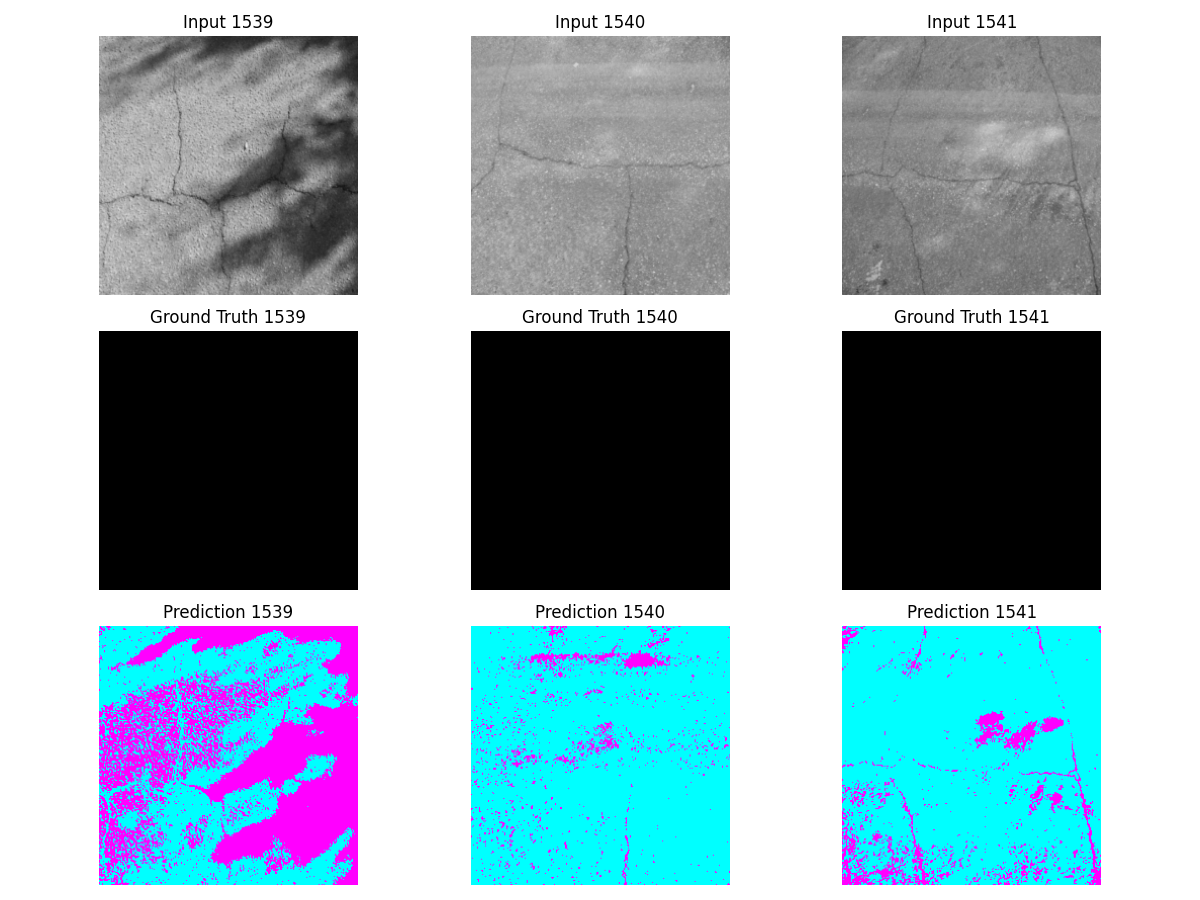 Input 1539
Input 1540
Input 1541
Ground Truth 1539
Ground Truth 1540
Ground Truth 1541
Prediction 1539
Prediction 1540
Prediction 1541